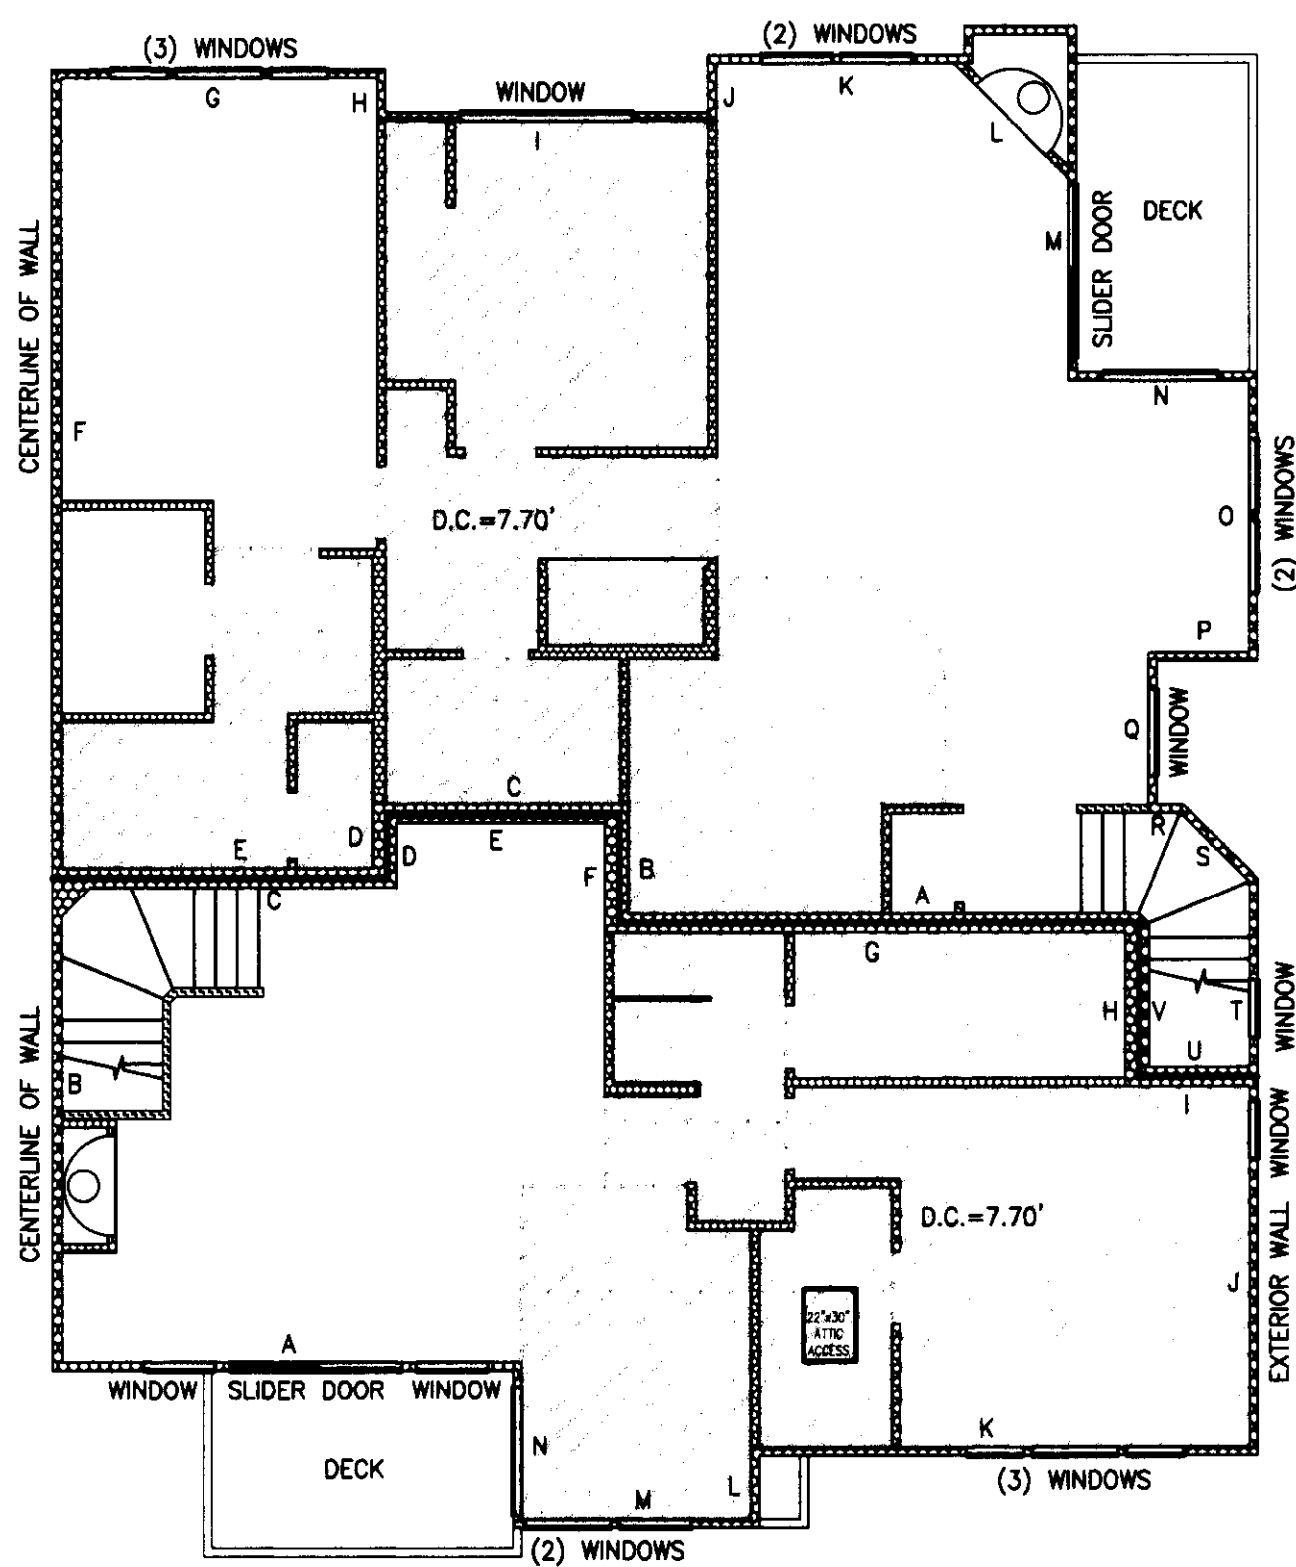 (3) WINDOWS
(2) WINDOWS
G
H
WINDOW
J
K
I
L
CENTERLINE OF WALL
F
M
SLIDER DOOR
DECK
N
D.C.=7.70'
O
(2) WINDOWS
P
Q
WINDOW
C
E
D
D
E
F
B
A
R
S
C
G
CENTERLINE OF WALL
B
H
V
T
WINDOW
U
I
WINDOW
D.C.=7.70'
J
EXTERIOR WALL
22"x30"
ATTIC
ACCESS
A
WINDOW
SLIDER DOOR
WINDOW
DECK
N
K
(3) WINDOWS
L
M
(2) WINDOWS